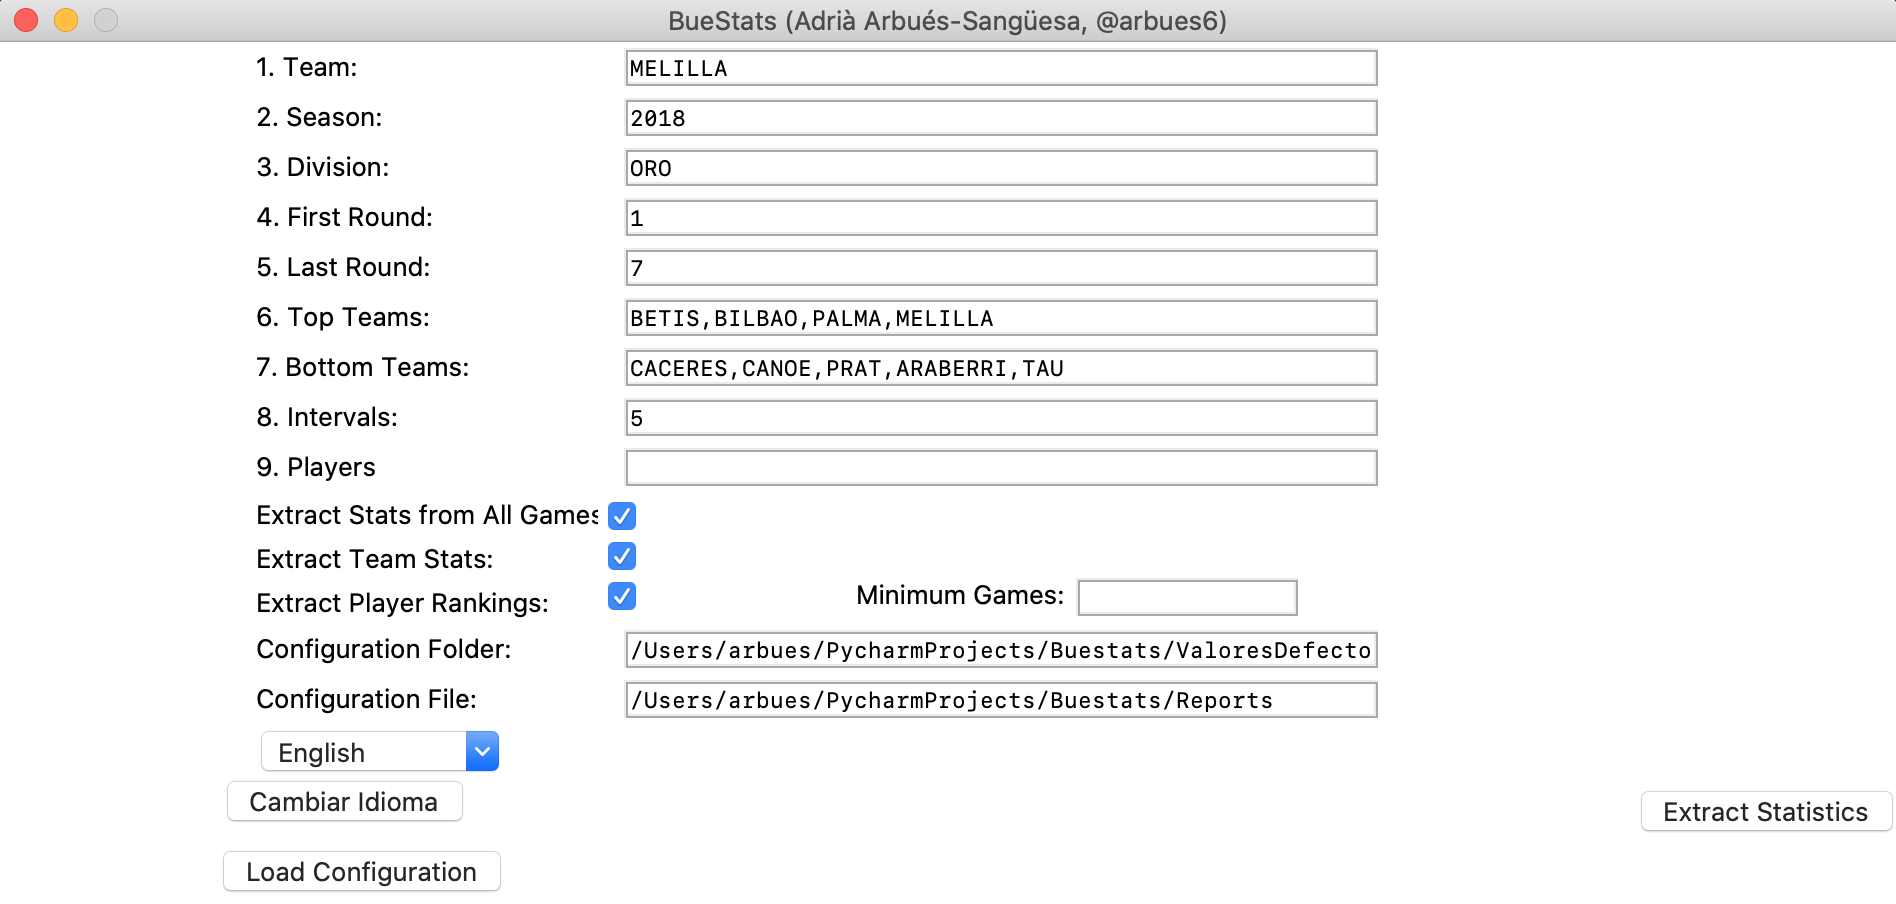 BueStats (Adrià Arbués-Sangüesa, @arbues6)
1. Team: MELILLA
2. Season: 2018
3. Division: ORO
4. First Round: 1
5. Last Round: 7
6. Top Teams: BETIS,BILBAO,PALMA,MELILLA
7. Bottom Teams: CACERES,CANOE,PRAT,ARABERRI,TAU
8. Intervals: 5
9. Players
Extract Stats from All Games
Extract Team Stats:
Extract Player Rankings: Minimum Games:
Configuration Folder: /Users/arbues/PycharmProjects/Buestats/ValoresDefecto
Configuration File: /Users/arbues/PycharmProjects/Buestats/Reports
English
Cambiar Idioma
Extract Statistics
Load Configuration